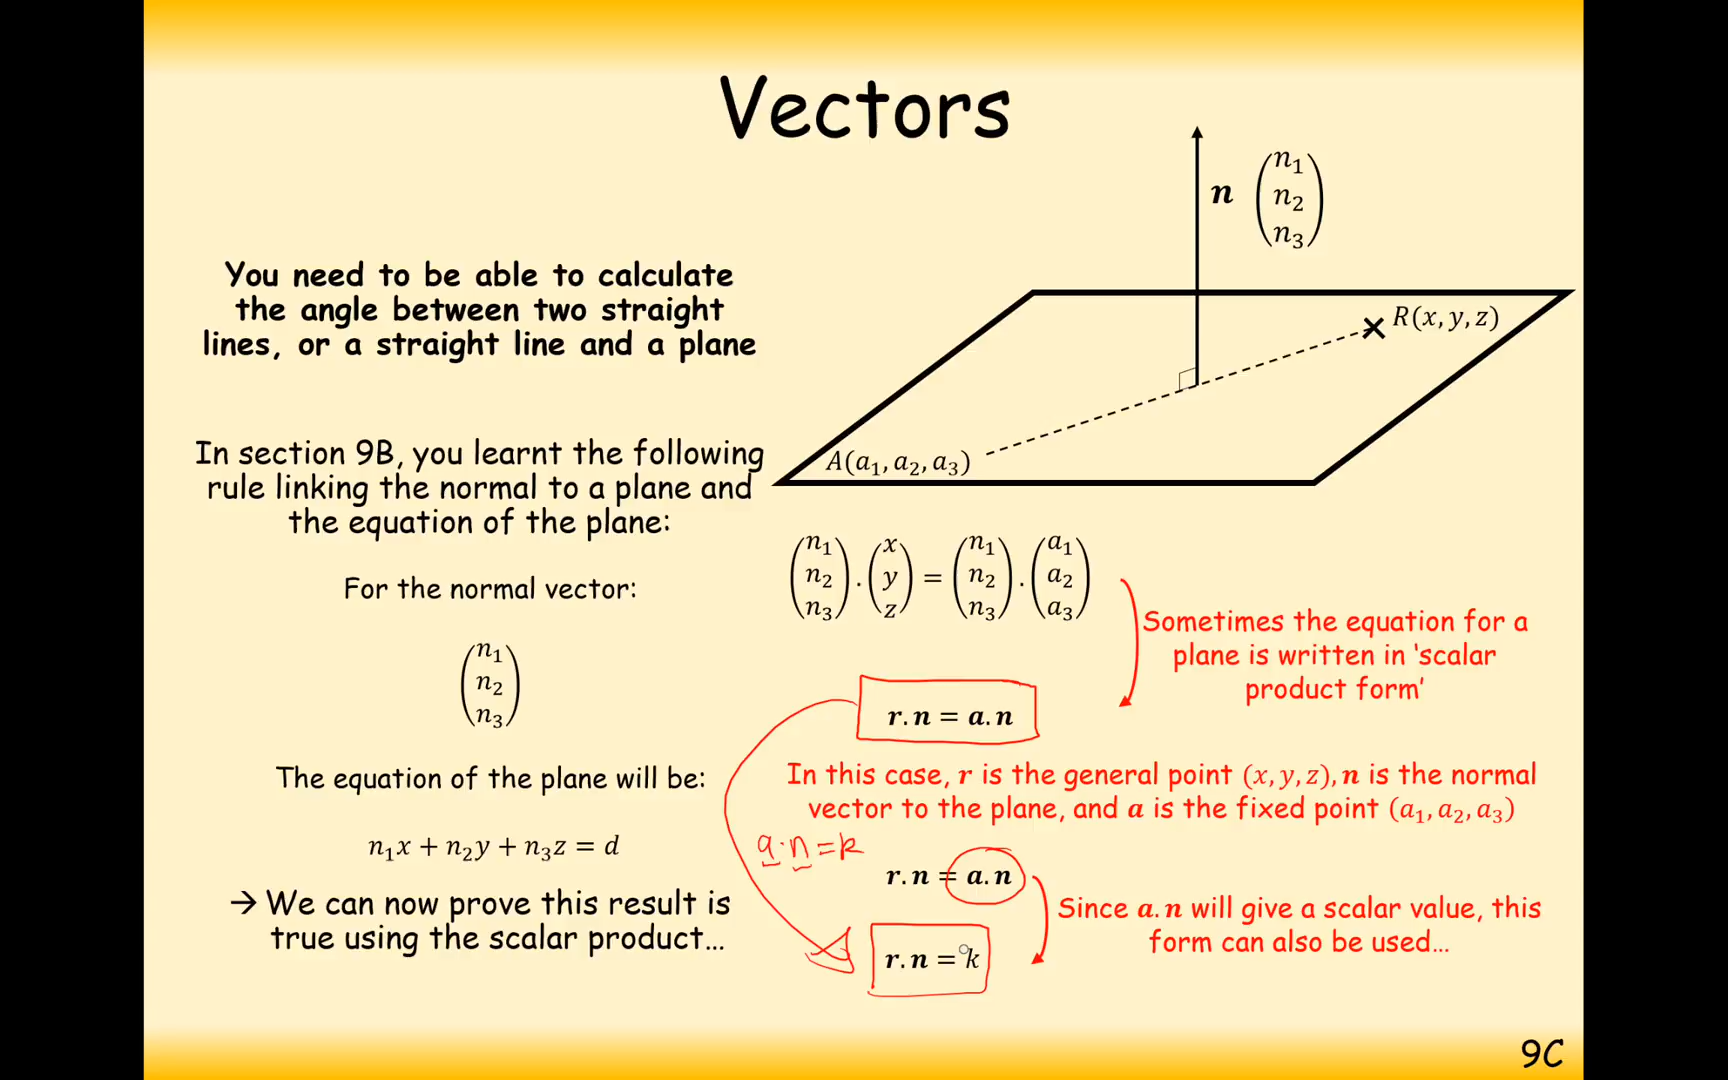 Vectors
n (n₁ n₂ n₃)
R(x, y, z)
A(a₁, a₂, a₃)
You need to be able to calculate
the angle between two straight
lines, or a straight line and a plane
In section 9B, you learnt the following
rule linking the normal to a plane and
the equation of the plane:
For the normal vector:
(n₁ n₂ n₃)
The equation of the plane will be:
n₁x + n₂y + n₃z = d
→ We can now prove this result is
true using the scalar product...
(n₁ n₂ n₃) . (x y z) = (n₁ n₂ n₃) . (a₁ a₂ a₃)
Sometimes the equation for a
plane is written in ‘scalar
product form’
r.n = a.n
In this case, r is the general point (x, y, z), n is the normal
vector to the plane, and a is the fixed point (a₁, a₂, a₃)
a·n = k
r.n = a.n
Since a.n will give a scalar value, this
form can also be used...
r.n = k
9C